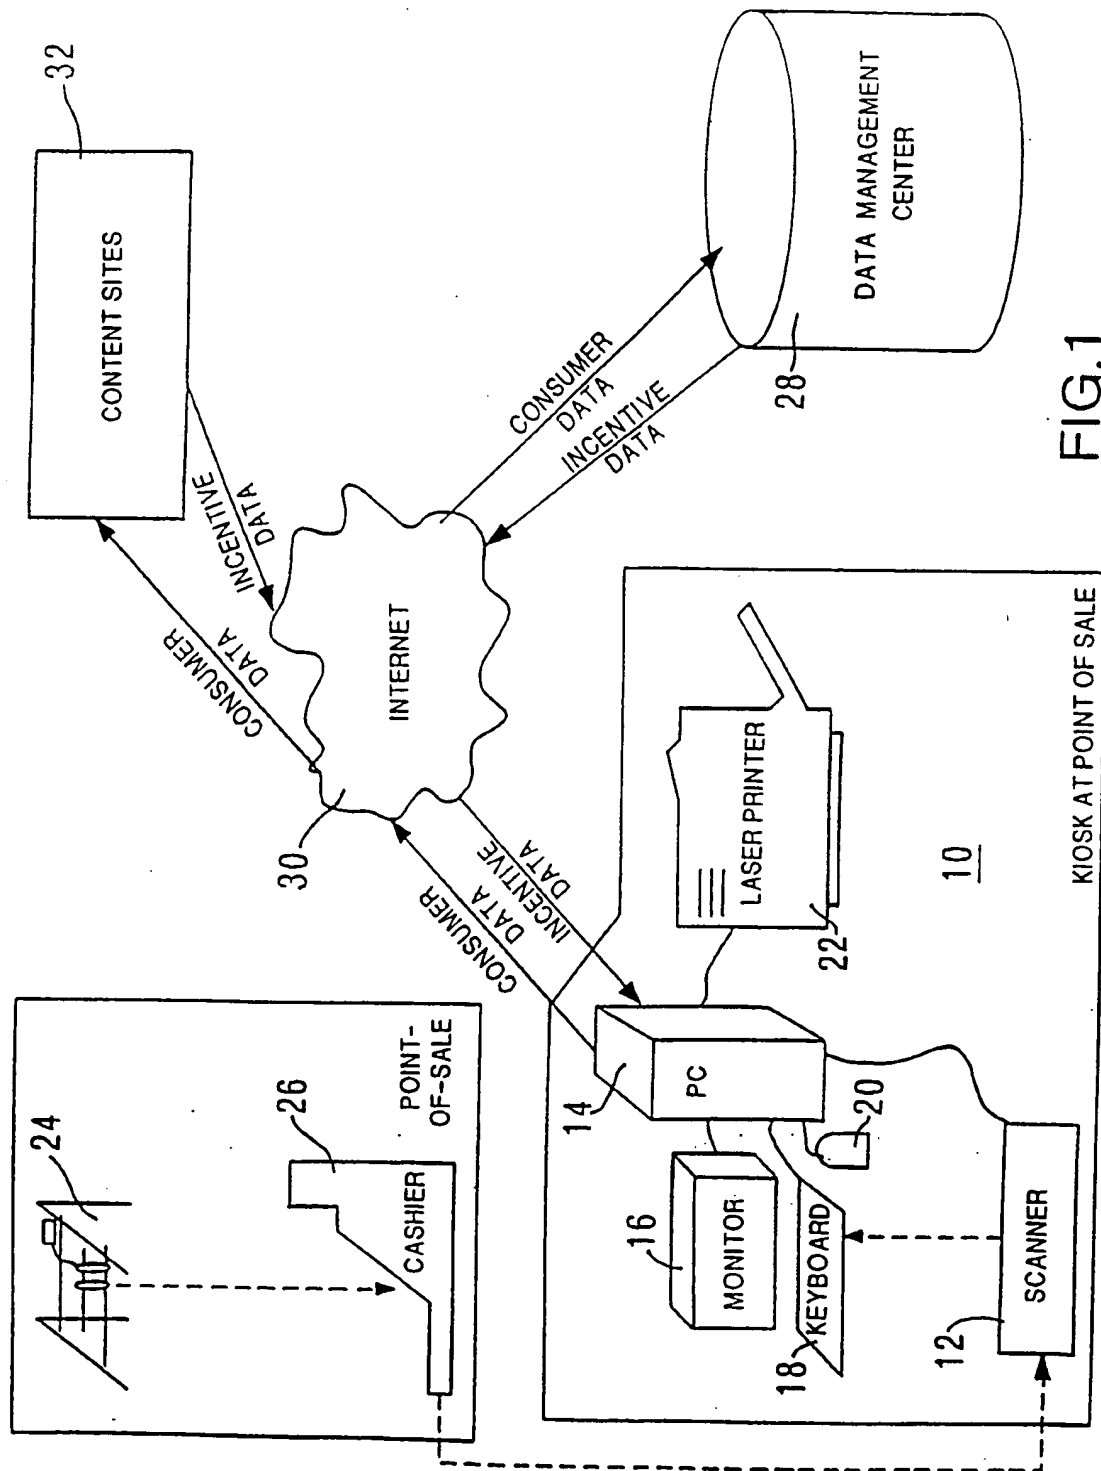 24
26
CASHIER
POINT-
OF-SALE
CONTENT SITES
32
CONSUMER
DATA
INCENTIVE
DATA
30
INTERNET
CONSUMER
DATA
INCENTIVE
DATA
CONSUMER
DATA
INCENTIVE
DATA
28
DATA MANAGEMENT
CENTER
14
PC
16
MONITOR
18
KEYBOARD
20
12
SCANNER
LASER PRINTER
22
10
KIOSK AT POINT OF SALE
FIG.1